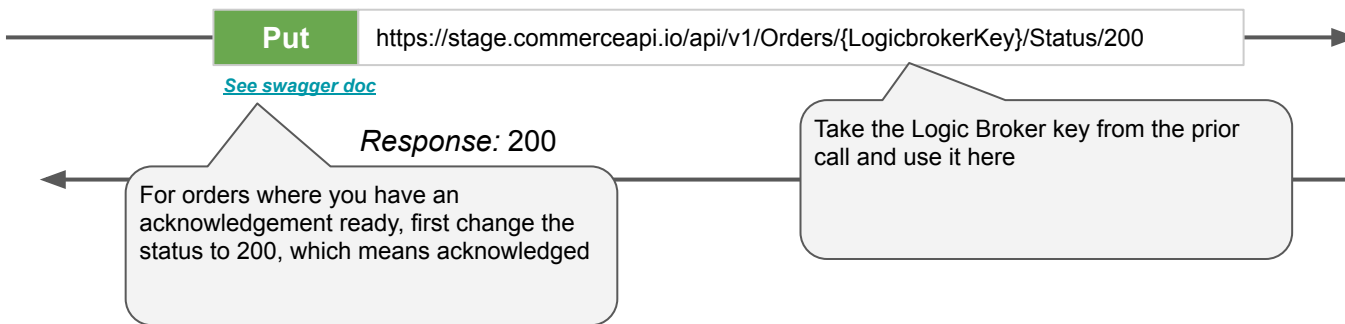 Put
https://stage.commerceapi.io/api/v1/Orders/{LogicbrokerKey}/Status/200
See swagger doc
Response: 200
Take the Logic Broker key from the prior
call and use it here
For orders where you have an
acknowledgement ready, first change the
status to 200, which means acknowledged